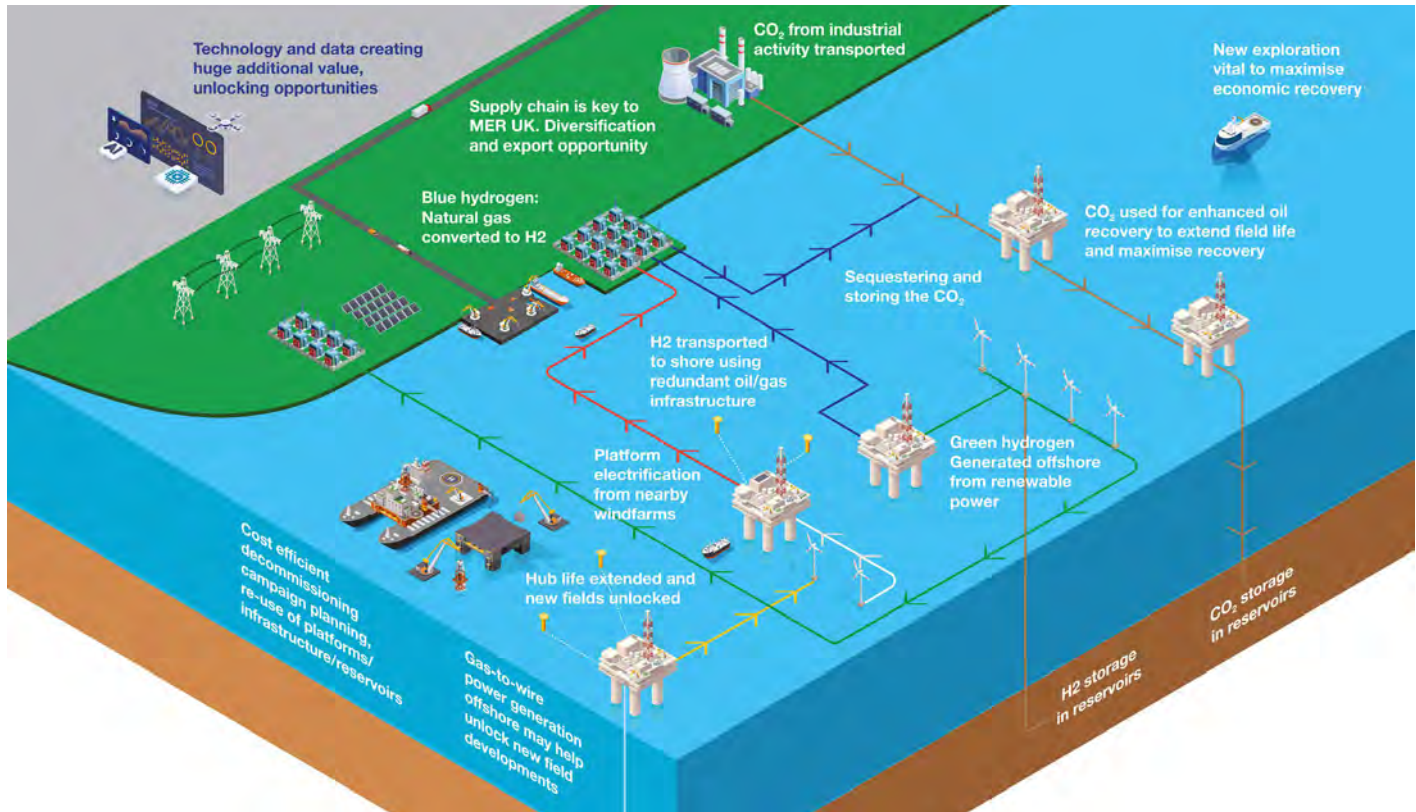 Technology and data creating
huge additional value,
unlocking opportunities
CO₂ from industrial
activity transported
New exploration
vital to maximise
economic recovery
Supply chain is key to
MER UK. Diversification
and export opportunity
Blue hydrogen:
Natural gas
converted to H2
CO₂ used for enhanced oil
recovery to extend field life
and maximise recovery
Sequestering and
storing the CO₂
H2 transported
to shore using
redundant oil/gas
infrastructure
Platform
electrification
from nearby
windfarms
Green hydrogen
Generated offshore
from renewable
power
Hub life extended and
new fields unlocked
Cost efficient
decommissioning
campaign planning,
re-use of platforms/
infrastructure/reservoirs
Gas-to-wire
power generation
offshore may help
unlock new field
developments
H2 storage
in reservoirs
CO₂ storage
in reservoirs